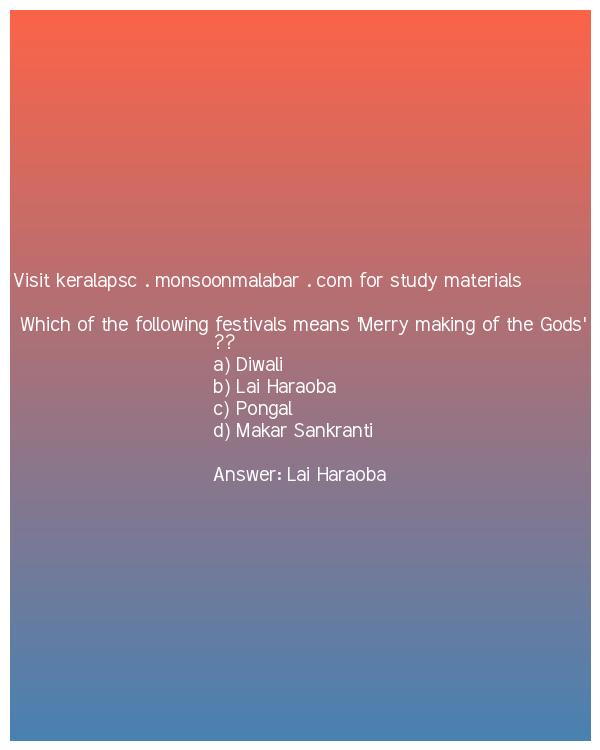 Visit keralapsc . monsoonmalabar . com for study materials
Which of the following festivals means 'Merry making of the Gods'
??
a) Diwali
b) Lai Haraoba
c) Pongal
d) Makar Sankranti
Answer: Lai Haraoba